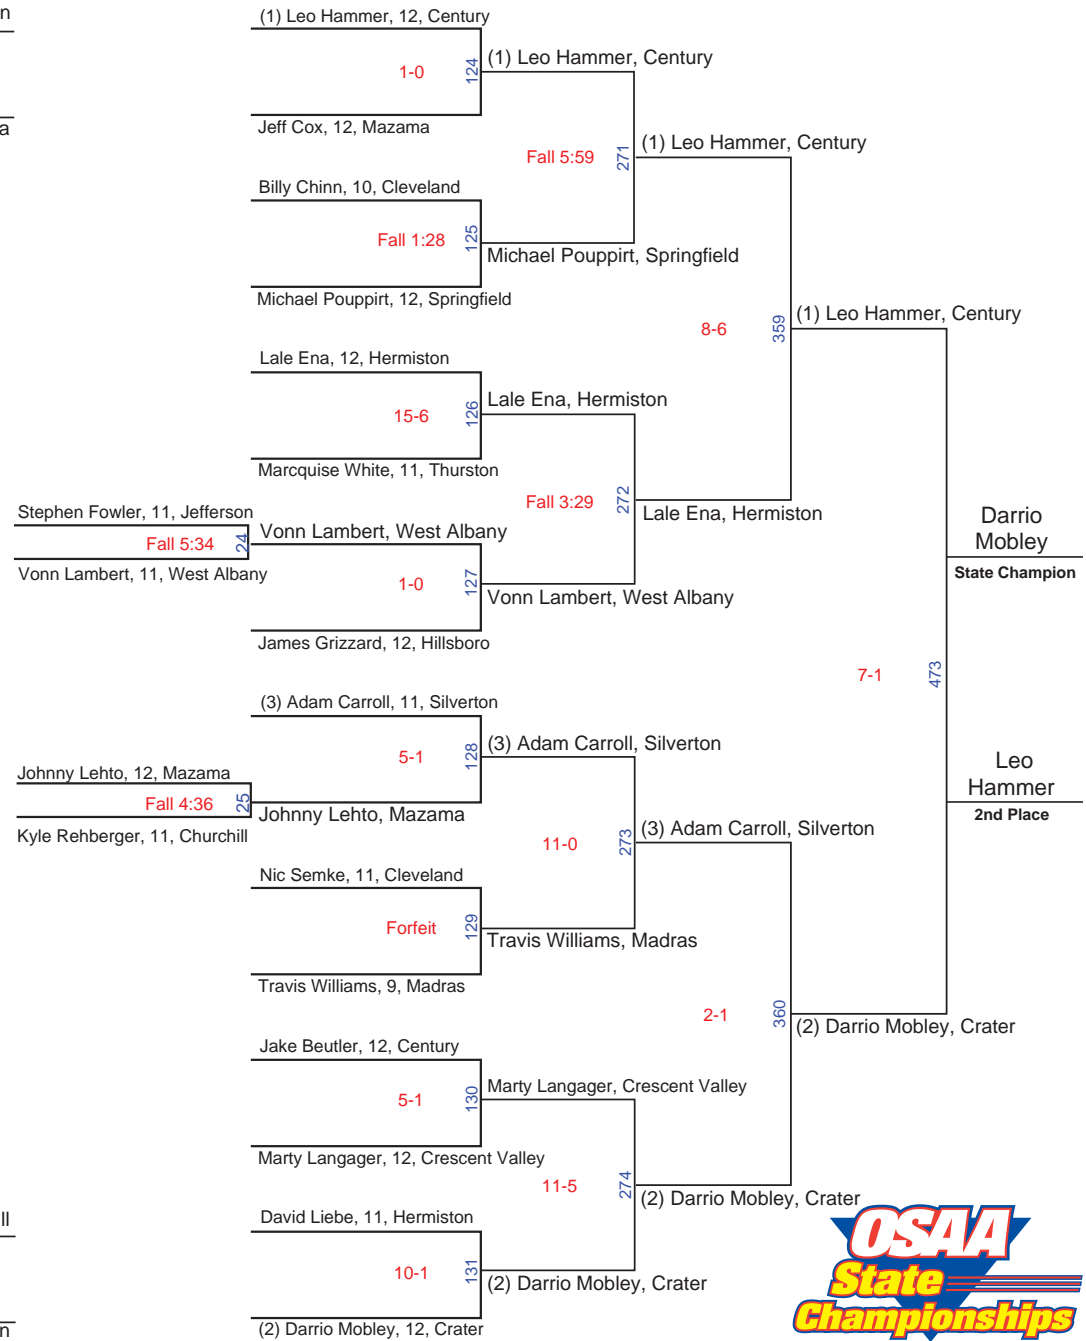 n
(1) Leo Hammer, 12, Century
1-0
124
(1) Leo Hammer, Century
a
Jeff Cox, 12, Mazama
Fall 5:59
271
(1) Leo Hammer, Century
Billy Chinn, 10, Cleveland
Fall 1:28
125
Michael Pouppirt, Springfield
Michael Pouppirt, 12, Springfield
8-6
359
(1) Leo Hammer, Century
Lale Ena, 12, Hermiston
15-6
126
Lale Ena, Hermiston
Marcquise White, 11, Thurston
Fall 3:29
272
Lale Ena, Hermiston
Stephen Fowler, 11, Jefferson
Fall 5:34
24
Vonn Lambert, West Albany
Vonn Lambert, 11, West Albany
1-0
127
Vonn Lambert, West Albany
James Grizzard, 12, Hillsboro
Darrio
Mobley
State Champion
7-1
473
(3) Adam Carroll, 11, Silverton
5-1
128
(3) Adam Carroll, Silverton
Johnny Lehto, 12, Mazama
Fall 4:36
25
Johnny Lehto, Mazama
Kyle Rehberger, 11, Churchill
Leo
Hammer
2nd Place
11-0
273
(3) Adam Carroll, Silverton
Nic Semke, 11, Cleveland
Forfeit
129
Travis Williams, Madras
Travis Williams, 9, Madras
2-1
360
(2) Darrio Mobley, Crater
Jake Beutler, 12, Century
5-1
130
Marty Langager, Crescent Valley
Marty Langager, 12, Crescent Valley
11-5
274
(2) Darrio Mobley, Crater
ll
David Liebe, 11, Hermiston
10-1
131
(2) Darrio Mobley, Crater
n
(2) Darrio Mobley, 12, Crater
OSAA
State
Championships